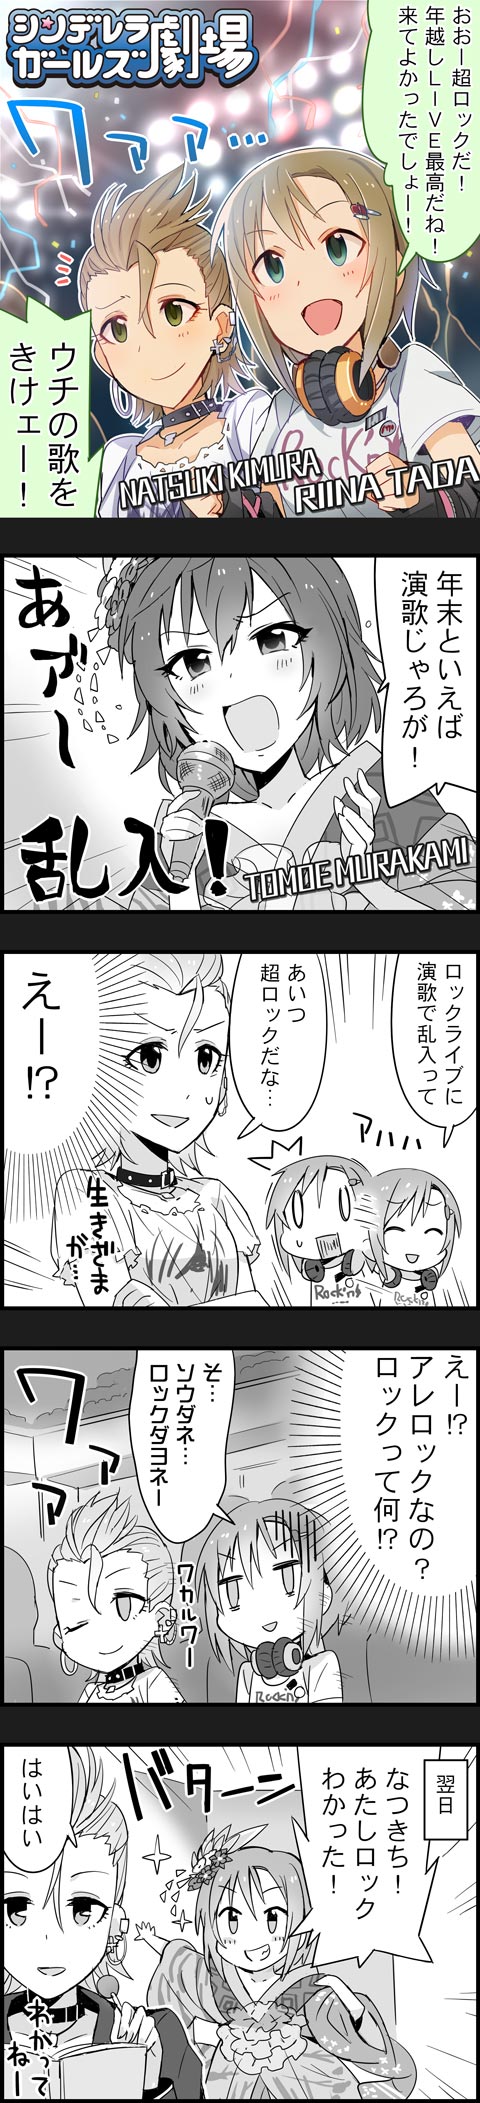 シンデレラ
ガールズ劇場
おおー超ロックだ！
年越しLIVE最高だね！
来てよかったでしょー！
ワアァ…
ウチの歌を
きけェー！
NATSUKI KIMURA
RIINA TADA
年末といえば
演歌じゃろが！
あ゛ァ゛ー
乱入！
TOMOE MURAKAMI
ロックライブに
演歌で乱入って
あいつ
超ロックだな…
えー!?
アハハハ
生きざま
が…
Rock'n
Rock'n
えー!?
アレロックなの？
ロックって何!?
そ…
ソウダネ…
ロックダヨネー
ワァァァ
ワカルワー
Rock'n
翌日
なつきち！
あたしロック
わかった！
バターン
はいはい
わかって
ねー